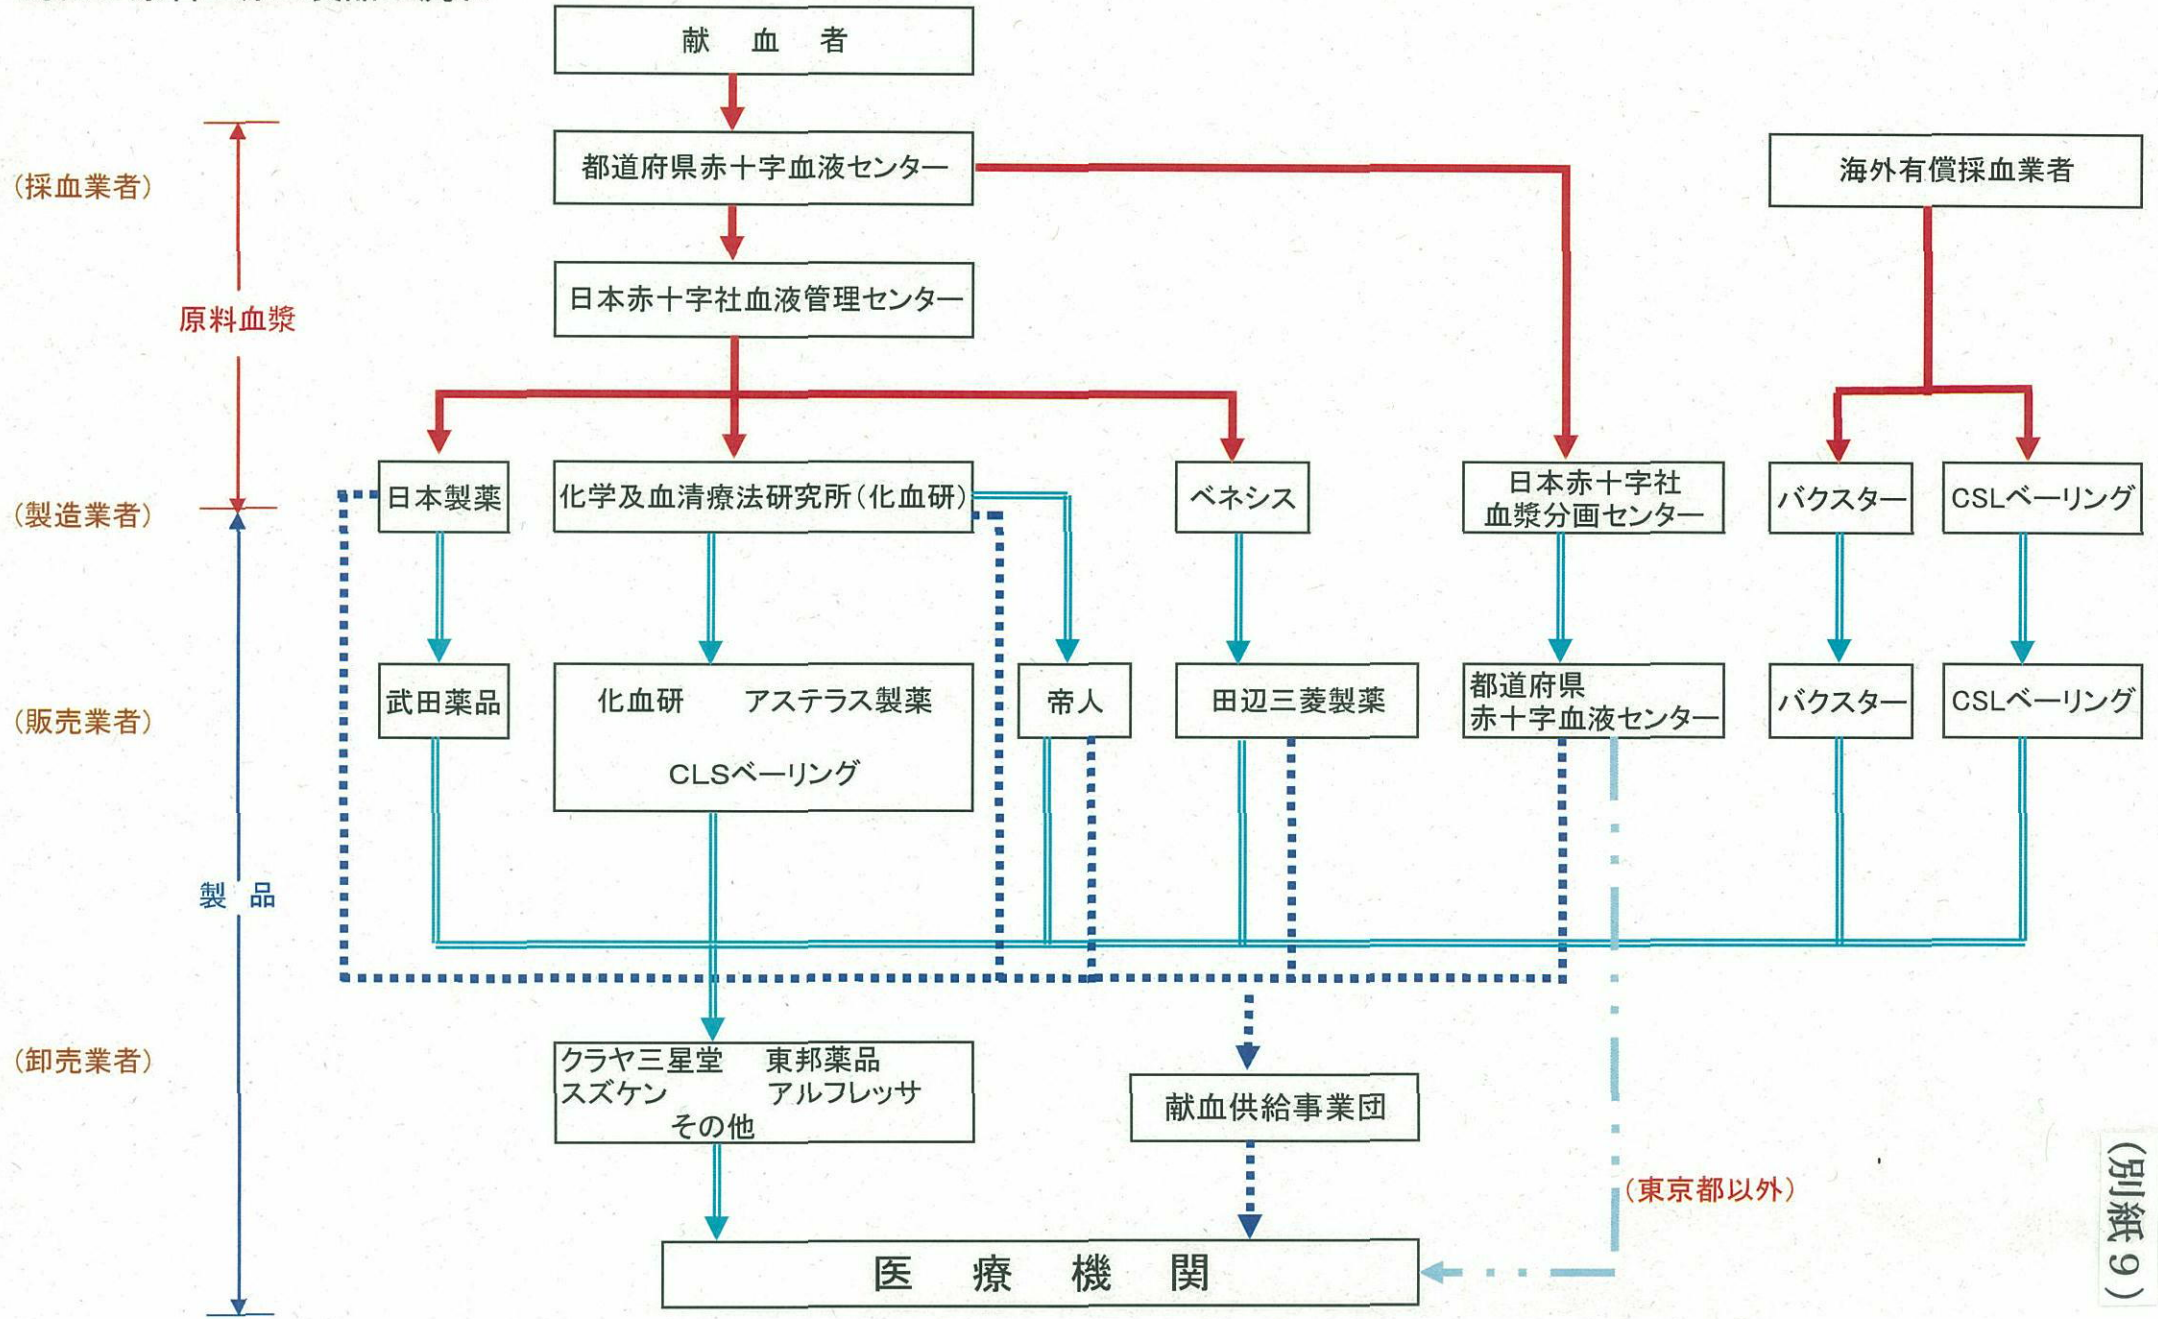 献血者
(採血業者)
都道府県赤十字血液センター
海外有償採血業者
日本赤十字社血液管理センター
原料血漿
(製造業者)
日本製薬
化学及血清療法研究所(化血研)
ベネシス
日本赤十字社
血漿分画センター
バクスター
CSLベーリング
(販売業者)
武田薬品
化血研 アステラス製薬
CLSベーリング
帝人
田辺三菱製薬
都道府県
赤十字血液センター
バクスター
CSLベーリング
製品
(卸売業者)
クラヤ三星堂 東邦薬品
スズケン アルフレッサ
その他
献血供給事業団
(東京都以外)
医療機関
(別紙9)